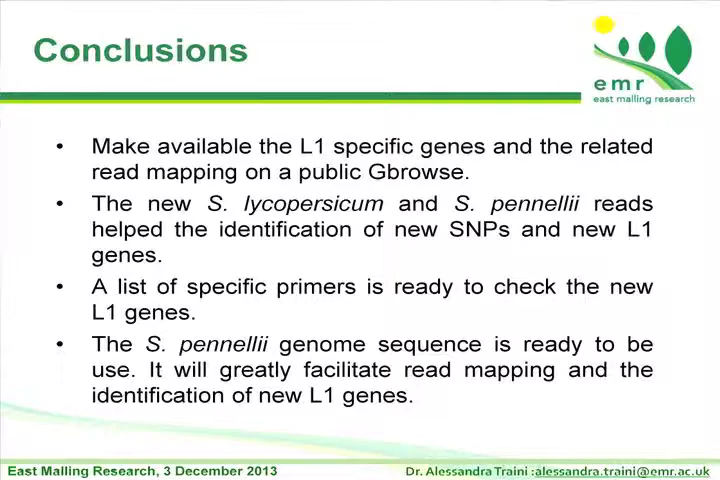 Conclusions
emr
east malling research
• Make available the L1 specific genes and the related
read mapping on a public Gbrowse.
• The new S. lycopersicum and S. pennellii reads
helped the identification of new SNPs and new L1
genes.
• A list of specific primers is ready to check the new
L1 genes.
• The S. pennellii genome sequence is ready to be
use. It will greatly facilitate read mapping and the
identification of new L1 genes.
East Malling Research, 3 December 2013
Dr. Alessandra Traini :alessandra.traini@emr.ac.uk